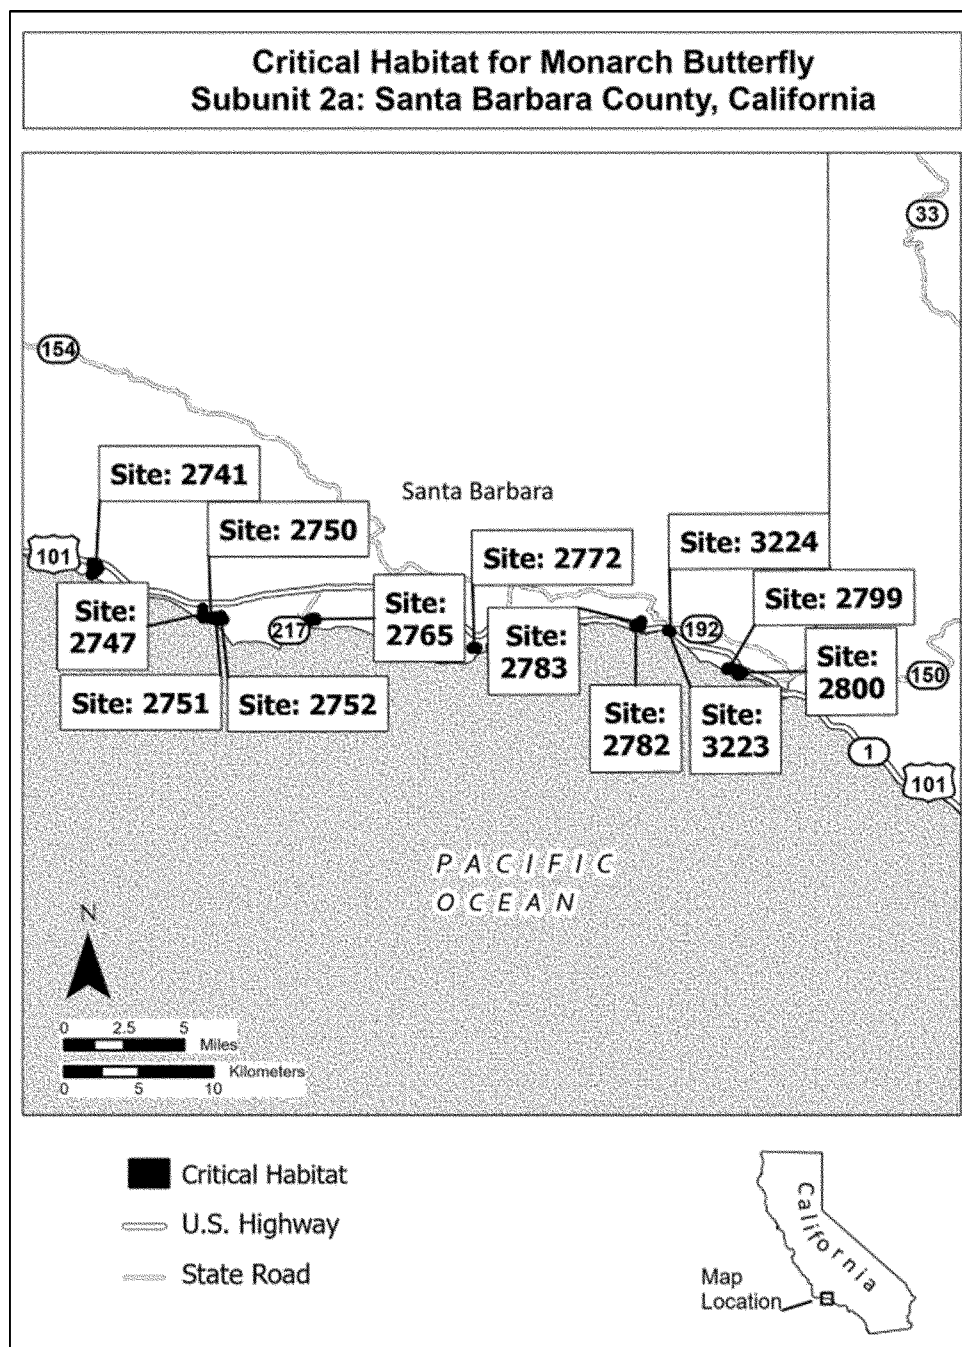 Critical Habitat for Monarch Butterfly
Subunit 2a: Santa Barbara County, California
33
154
Site: 2741
Santa Barbara
Site: 2750
101
Site: 2772
Site: 3224
Site:
2747
217
Site:
2765
Site:
2783
192
Site: 2799
Site:
2800
150
Site: 2751
Site: 2752
Site:
2782
Site:
3223
1
101
PACIFIC
OCEAN
N
0 2.5 5
Miles
Kilometers
0 5 10
Critical Habitat
U.S. Highway
State Road
California
Map
Location